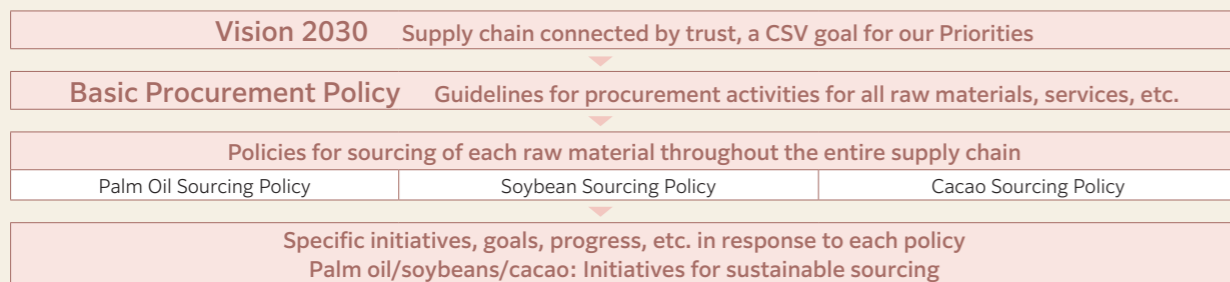 Vision 2030 Supply chain connected by trust, a CSV goal for our Priorities
Basic Procurement Policy Guidelines for procurement activities for all raw materials, services, etc.
Policies for sourcing of each raw material throughout the entire supply chain
Palm Oil Sourcing Policy Soybean Sourcing Policy Cacao Sourcing Policy
Specific initiatives, goals, progress, etc. in response to each policy
Palm oil/soybeans/cacao: Initiatives for sustainable sourcing